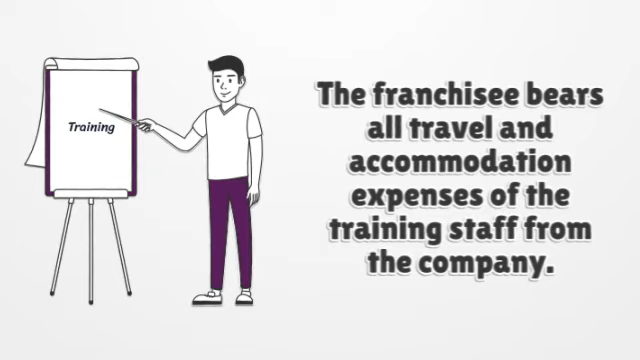 Training
The franchisee bears
all travel and
accommodation
expenses of the
training staff from
the company.